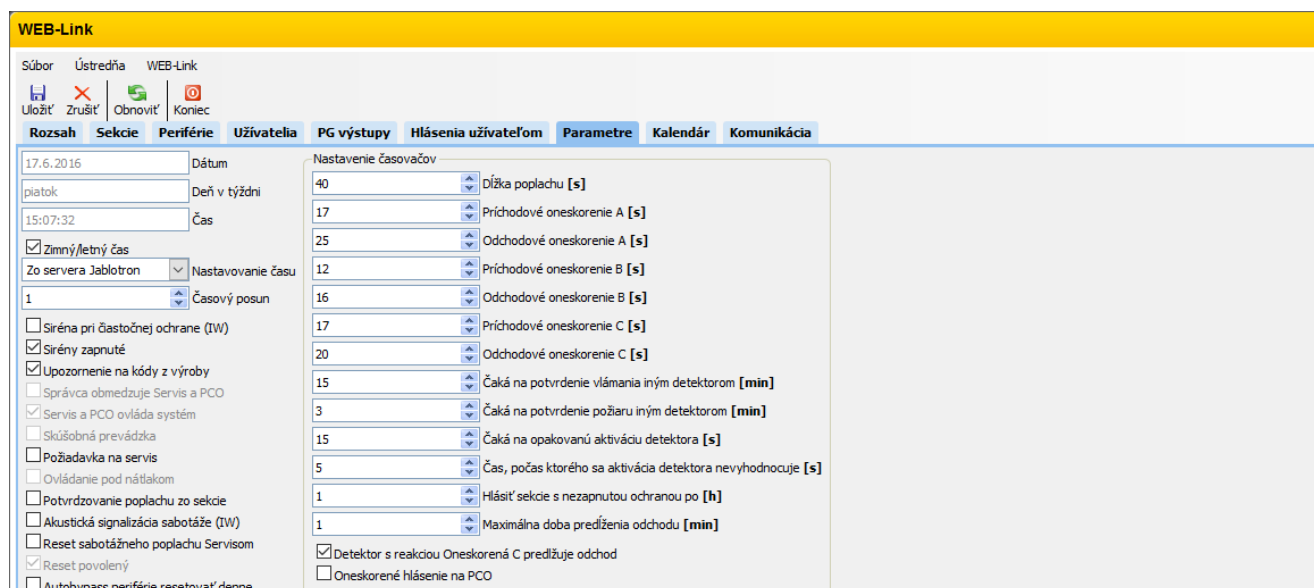 WEB-Link
Súbor Ústredňa WEB-Link
Uložiť Zrušiť Obnoviť Koniec
Rozsah Sekcie Periférie Užívatelia PG výstupy Hlásenia užívateľom Parametre Kalendár Komunikácia
17.6.2016 Dátum
piatok Deň v týždni
15:07:32 Čas
Zimný/letný čas
Zo servera Jablotron Nastavovanie času
1 Časový posun
Siréna pri čiastočnej ochrane (IW)
Sirény zapnuté
Upozornenie na kódy z výroby
Správca obmedzuje Servis a PCO
Servis a PCO ovláda systém
Skúšobná prevádzka
Požiadavka na servis
Ovládanie pod nátlakom
Potvrdzovanie poplachu zo sekcie
Akustická signalizácia sabotáže (IW)
Reset sabotážneho poplachu Servisom
Reset povolený
Autobypass periférie resetovať denne
Nastavenie časovačov
40 Dĺžka poplachu [s]
17 Príchodové oneskorenie A [s]
25 Odchodové oneskorenie A [s]
12 Príchodové oneskorenie B [s]
16 Odchodové oneskorenie B [s]
17 Príchodové oneskorenie C [s]
20 Odchodové oneskorenie C [s]
15 Čaká na potvrdenie vlámania iným detektorom [min]
3 Čaká na potvrdenie požiaru iným detektorom [min]
15 Čaká na opakovanú aktiváciu detektora [s]
5 Čas, počas ktorého sa aktivácia detektora nevyhodnocuje [s]
1 Hlásiť sekcie s nezapnutou ochranou po [h]
1 Maximálna doba predĺženia odchodu [min]
Detektor s reakciou Oneskorená C predlžuje odchod
Oneskorené hlásenie na PCO